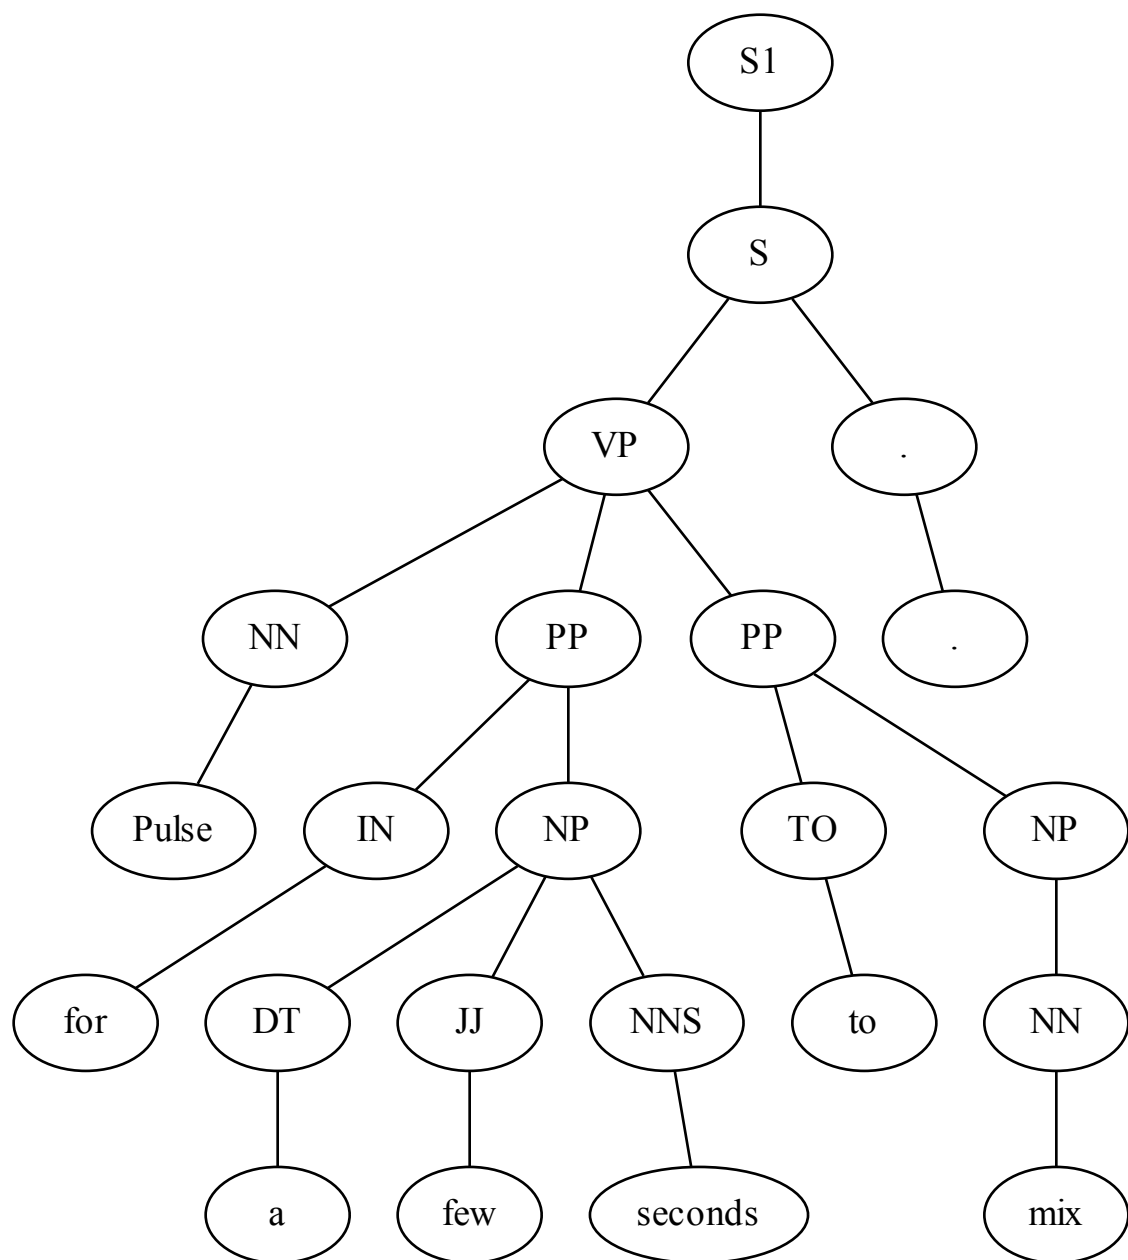 S1
S
VP .
NN PP PP .
Pulse IN NP TO NP
for DT JJ NNS to NN
a few seconds mix